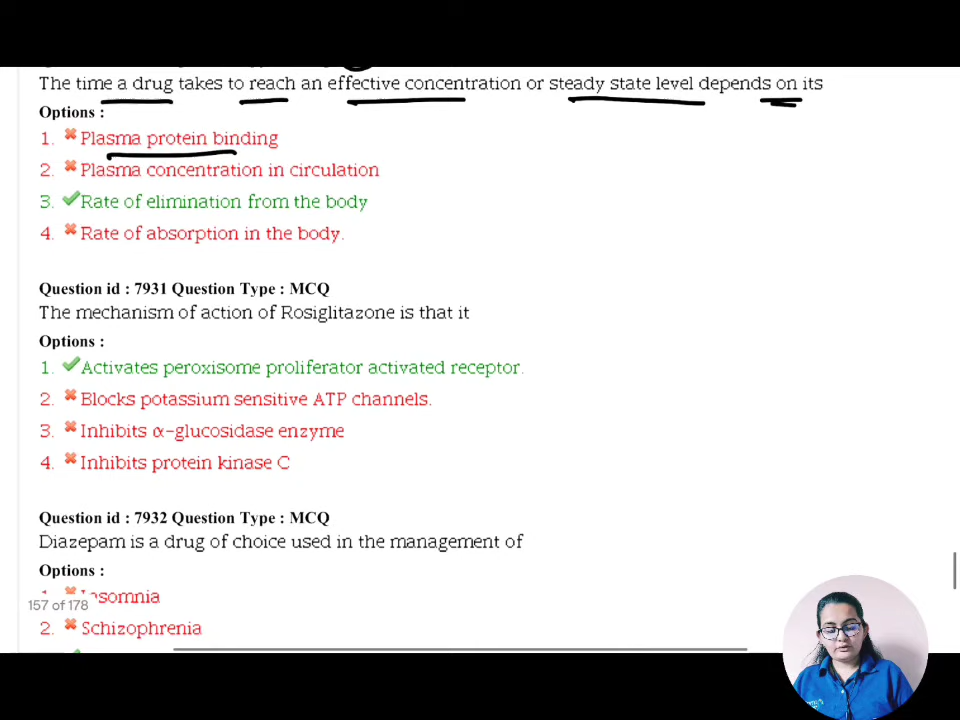 The time a drug takes to reach an effective concentration or steady state level depends on its
Options :
1. Plasma protein binding
2. Plasma concentration in circulation
3. Rate of elimination from the body
4. Rate of absorption in the body.
Question id : 7931 Question Type : MCQ
The mechanism of action of Rosiglitazone is that it
Options :
1. Activates peroxisome proliferator activated receptor.
2. Blocks potassium sensitive ATP channels.
3. Inhibits α-glucosidase enzyme
4. Inhibits protein kinase C
Question id : 7932 Question Type : MCQ
Diazepam is a drug of choice used in the management of
Options :
1. Insomnia
157 of 178
2. Schizophrenia